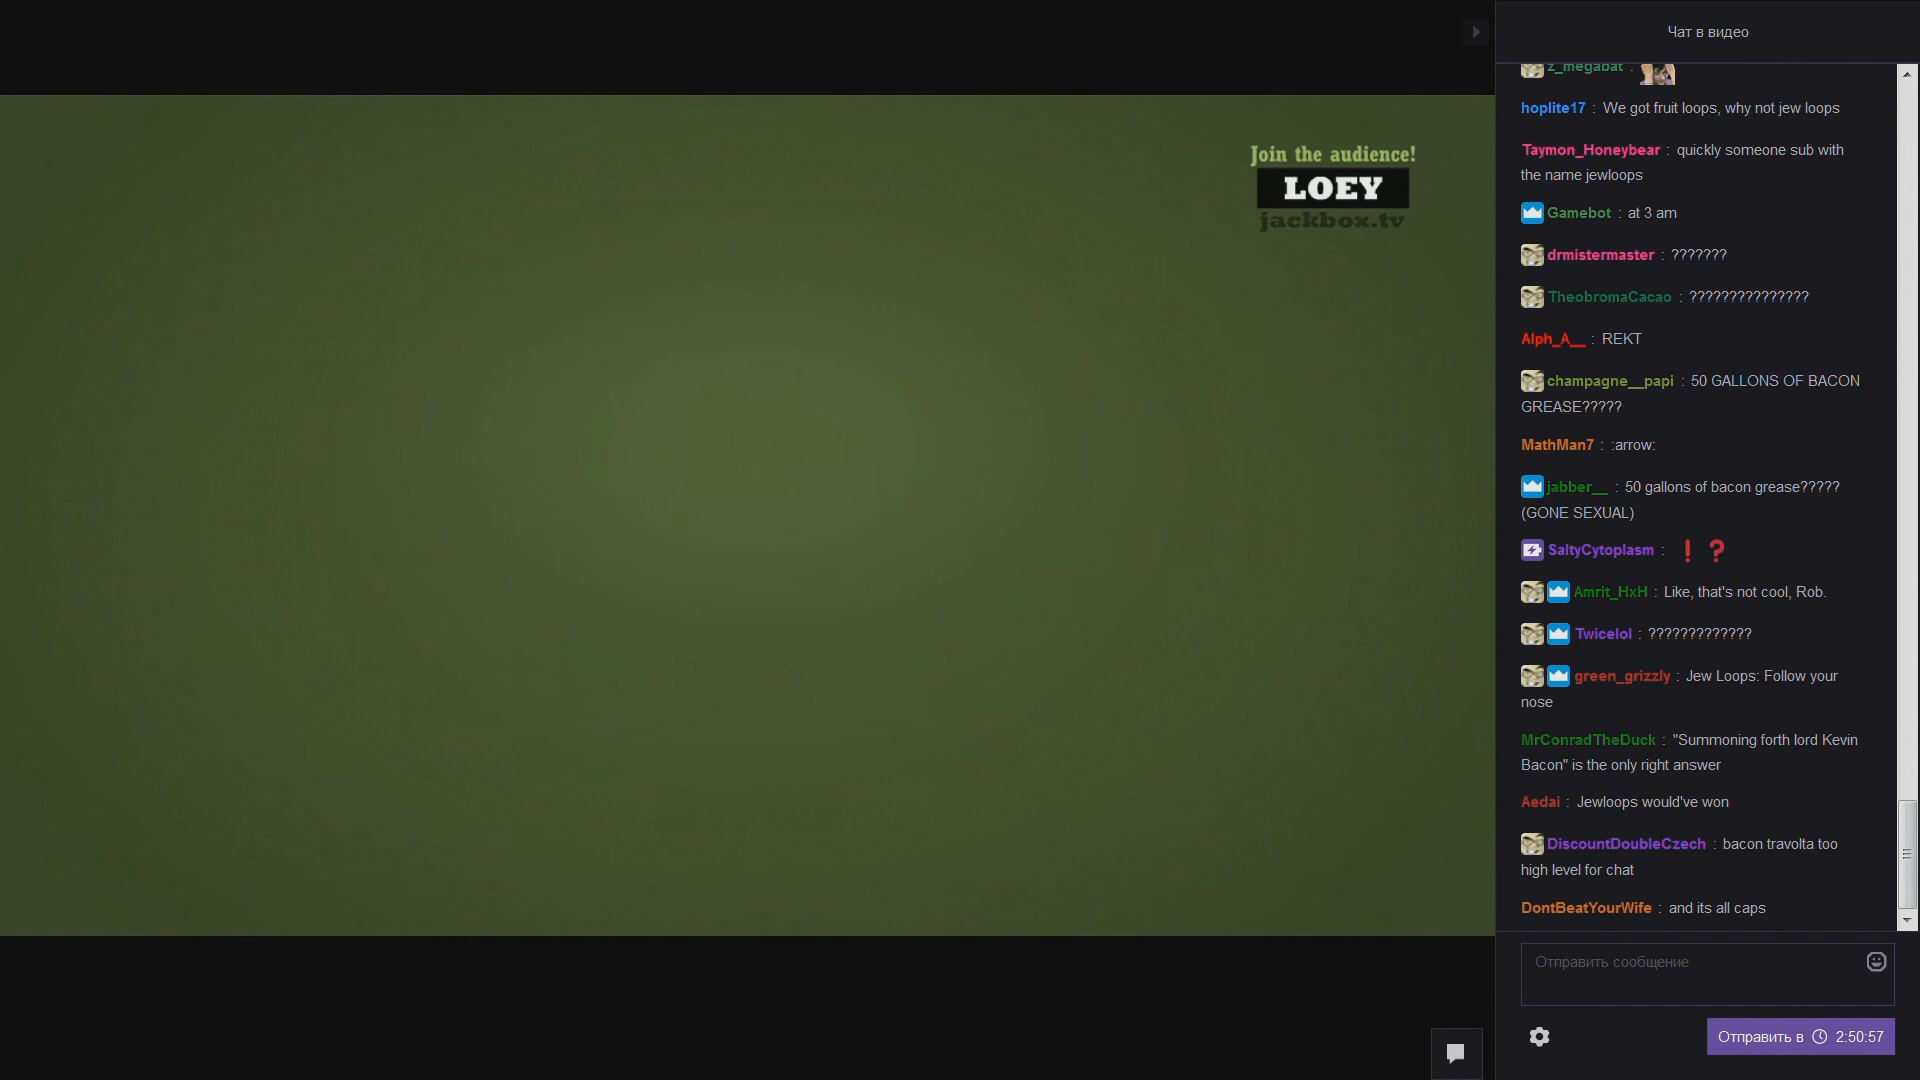 Чат в видео
z_megabat :
hoplite17 : We got fruit loops, why not jew loops
Join the audience!
LOEY
jackbox.tv
Taymon_Honeybear : quickly someone sub with
the name jewloops
Gamebot : at 3 am
drmistermaster : ???????
TheobromaCacao : ???????????????
Alph_A__ : REKT
champagne__papi : 50 GALLONS OF BACON
GREASE?????
MathMan7 : :arrow:
jabber__ : 50 gallons of bacon grease?????
(GONE SEXUAL)
SaltyCytoplasm : ❗ ❓
Amrit_HxH : Like, that's not cool, Rob.
Twicelol : ?????????????
green_grizzly : Jew Loops: Follow your
nose
MrConradTheDuck : "Summoning forth lord Kevin
Bacon" is the only right answer
Aedai : Jewloops would've won
DiscountDoubleCzech : bacon travolta too
high level for chat
DontBeatYourWife : and its all caps
Отправить сообщение
Отправить в 2:50:57